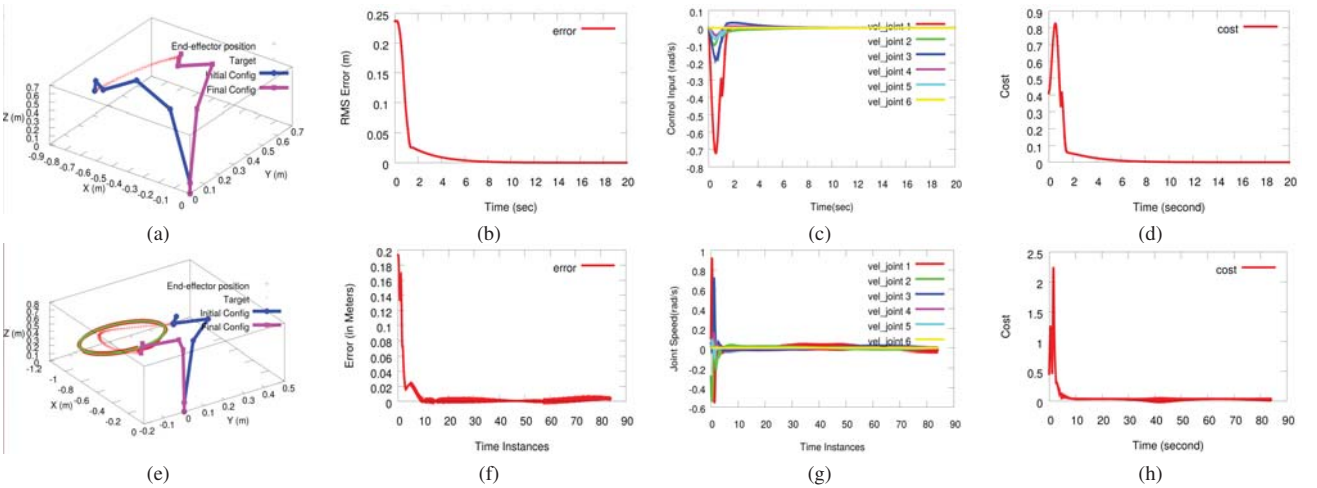 End-effector position
Target
Initial Config
Final Config
Z (m)
0.7
0.6
0.5
0.4
0.3
0.2
0.1
0
-0.9
-0.8
-0.7
-0.6
-0.5
-0.4
-0.3
-0.2
-0.1
0
X (m)
0
0.1
0.2
0.3
0.4
0.5
0.6
0.7
Y (m)
(a)
error
RMS Error (m)
0.25
0.2
0.15
0.1
0.05
0
0 2 4 6 8 10 12 14 16 18 20
Time (sec)
(b)
vel_joint 1
vel_joint 2
vel_joint 3
vel_joint 4
vel_joint 5
vel_joint 6
Control Input (rad/s)
0.1
0
-0.1
-0.2
-0.3
-0.4
-0.5
-0.6
-0.7
-0.8
0 2 4 6 8 10 12 14 16 18 20
Time(sec)
(c)
cost
Cost
0.9
0.8
0.7
0.6
0.5
0.4
0.3
0.2
0.1
0
0 2 4 6 8 10 12 14 16 18 20
Time (second)
(d)
End-effector position
Target
Initial Config
Final Config
Z (m)
0.8
0.7
0.6
0.5
0.4
0.3
0.2
0.1
0
-1.2
-1
-0.8
-0.6
-0.4
-0.2
X (m)
-0.2
-0.1
0
0.1
0.2
0.3
0.4
0.5
Y (m)
(e)
error
Error (in Meters)
0.2
0.18
0.16
0.14
0.12
0.1
0.08
0.06
0.04
0.02
0
0 10 20 30 40 50 60 70 80 90
Time Instances
(f)
vel_joint 1
vel_joint 2
vel_joint 3
vel_joint 4
vel_joint 5
vel_joint 6
Joint Speed(rad/s)
1
0.8
0.6
0.4
0.2
0
-0.2
-0.4
-0.6
0 10 20 30 40 50 60 70 80 90
Time Instances
(g)
cost
Cost
2.5
2
1.5
1
0.5
0
0 10 20 30 40 50 60 70 80 90
Time (second)
(h)